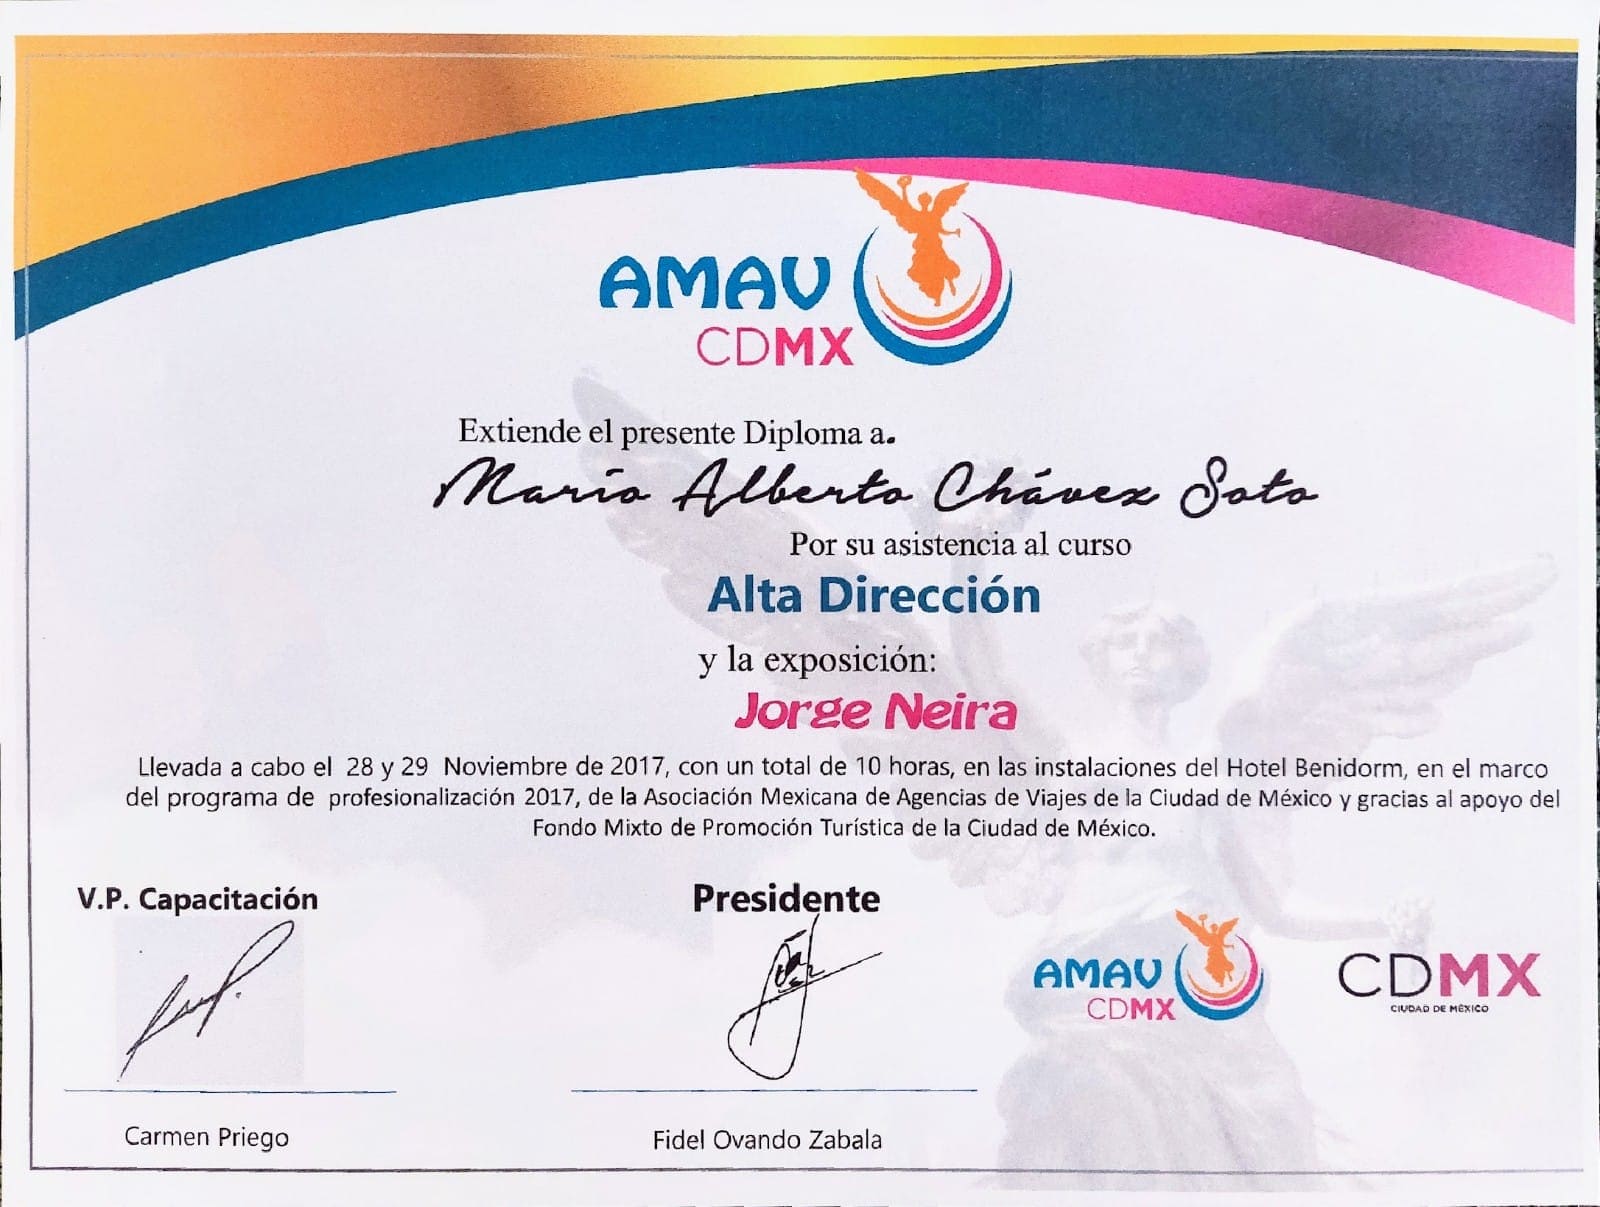 AMAV
CDMX
Extiende el presente Diploma a.
Mario Alberto Chávez Soto
Por su asistencia al curso
Alta Dirección
y la exposición:
Jorge Neira
Llevada a cabo el 28 y 29 Noviembre de 2017, con un total de 10 horas, en las instalaciones del Hotel Benidorm, en el marco
del programa de profesionalización 2017, de la Asociación Mexicana de Agencias de Viajes de la Ciudad de México y gracias al apoyo del
Fondo Mixto de Promoción Turística de la Ciudad de México.
V.P. Capacitación
Presidente
AMAV
CDMX
CDMX
CIUDAD DE MÉXICO
Carmen Priego
Fidel Ovando Zabala